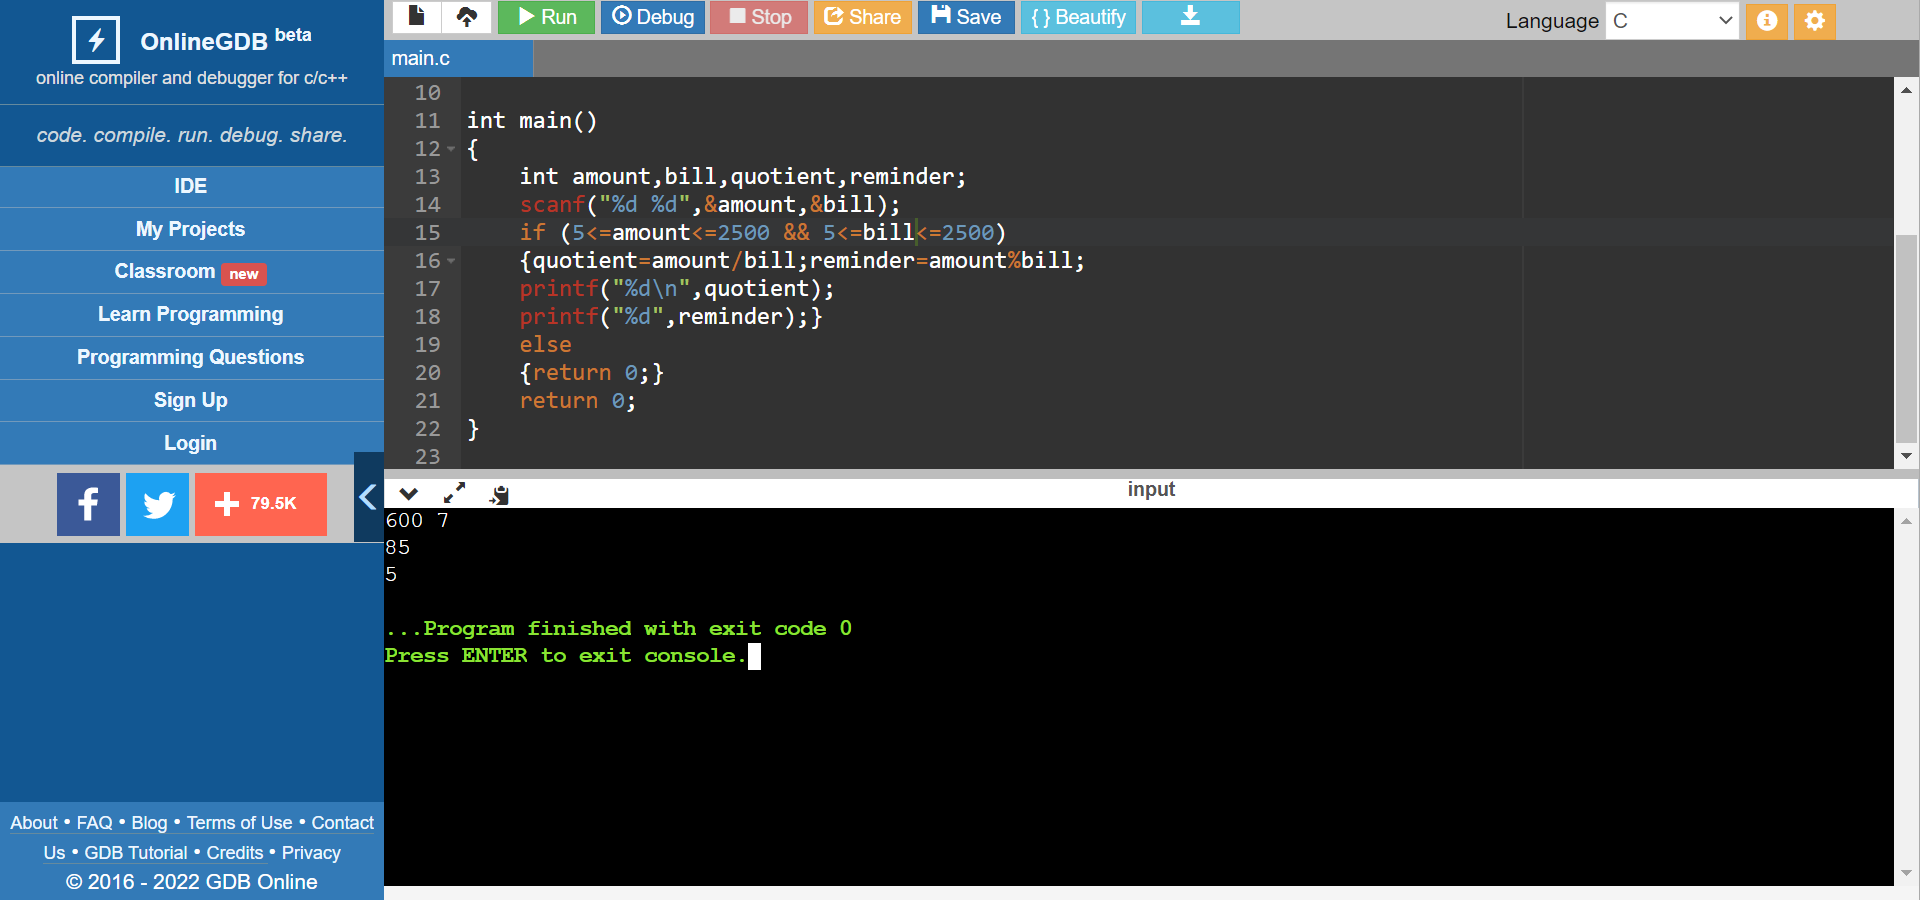 OnlineGDB beta
online compiler and debugger for c/c++
code. compile. run. debug. share.
IDE
My Projects
Classroom new
Learn Programming
Programming Questions
Sign Up
Login
79.5K
About • FAQ • Blog • Terms of Use • Contact
Us • GDB Tutorial • Credits • Privacy
© 2016 - 2022 GDB Online
Run Debug Stop Share Save { } Beautify
Language C
main.c
10
11 int main()
12 {
13     int amount,bill,quotient,reminder;
14     scanf("%d %d",&amount,&bill);
15     if (5<=amount<=2500 && 5<=bill<=2500)
16     {quotient=amount/bill;reminder=amount%bill;
17     printf("%d\n",quotient);
18     printf("%d",reminder);}
19     else
20     {return 0;}
21     return 0;
22 }
23
input
600 7
85
5
...Program finished with exit code 0
Press ENTER to exit console.